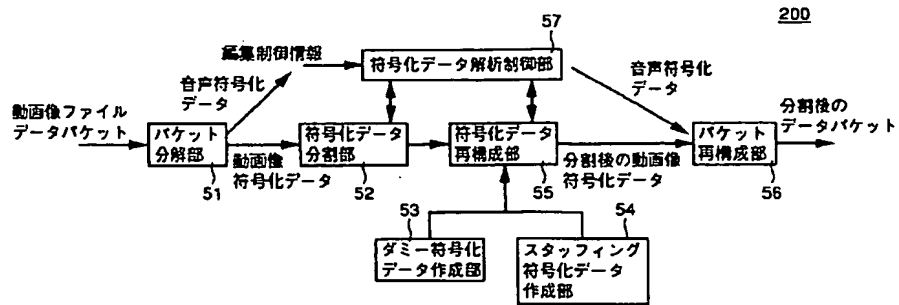 200
57
編集制御情報
符号化データ解析制御部
音声符号化
データ
音声符号化
データ
動画像ファイル
データパケット
分割後の
データパケット
パケット
分解部
符号化データ
分割部
符号化データ
再構成部
パケット
再構成部
動画像
符号化データ
分割後の動画像
符号化データ
51
52
55
56
53
54
ダミー符号化
データ作成部
スタッフィング
符号化データ
作成部